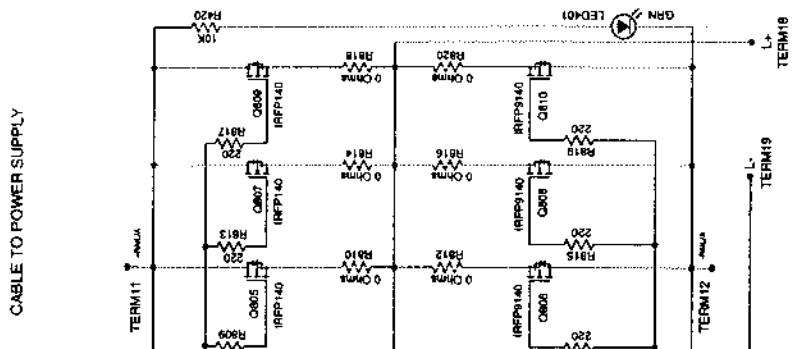 R420
10K
LED401
GRN
L+
TERM18
R818
0 Ohms
R820
0 Ohms
Q809
IRFP140
IRFP9140
Q810
R817
220
220
R819
R814
0 Ohms
R816
0 Ohms
L-
TERM19
Q807
IRFP140
IRFP9140
Q808
R813
220
220
R815
R810
0 Ohms
R812
0 Ohms
CABLE TO POWER SUPPLY
TERM11
Q805
IRFP140
IRFP9140
Q806
TERM12
R809
220